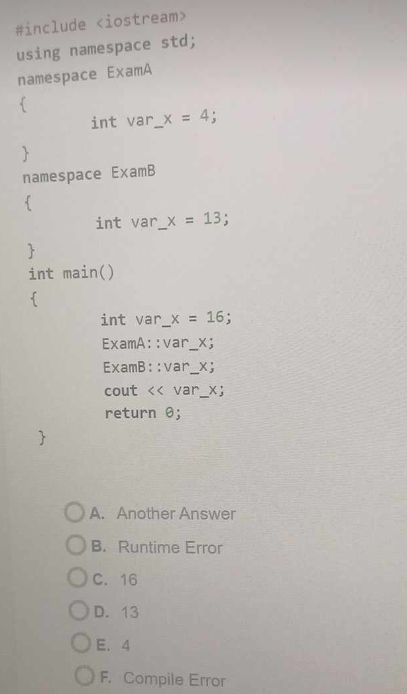 #include <iostream>
using namespace std;
namespace ExamA
{
int var_x = 4;
}
namespace ExamB
{
int var_x = 13;
}
int main()
{
int var_x = 16;
ExamA::var_x;
ExamB::var_x;
cout << var_x;
return 0;
}
A. Another Answer
B. Runtime Error
C. 16
D. 13
E. 4
F. Compile Error